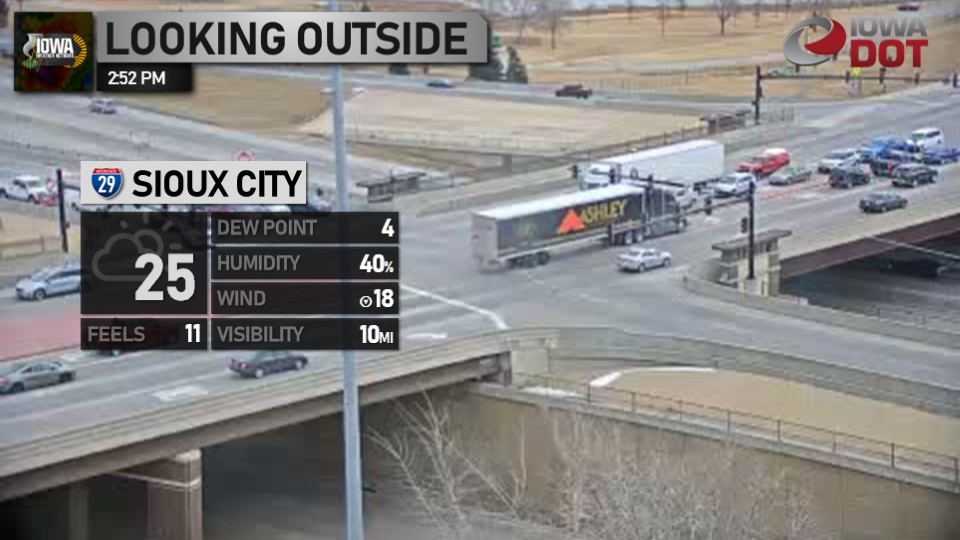 IOWA
LOOKING OUTSIDE
2:52 PM
IOWA
DOT
29
SIOUX CITY
25
FEELS 11
DEW POINT 4
HUMIDITY 40%
WIND 18
VISIBILITY 10MI
ASHLEY